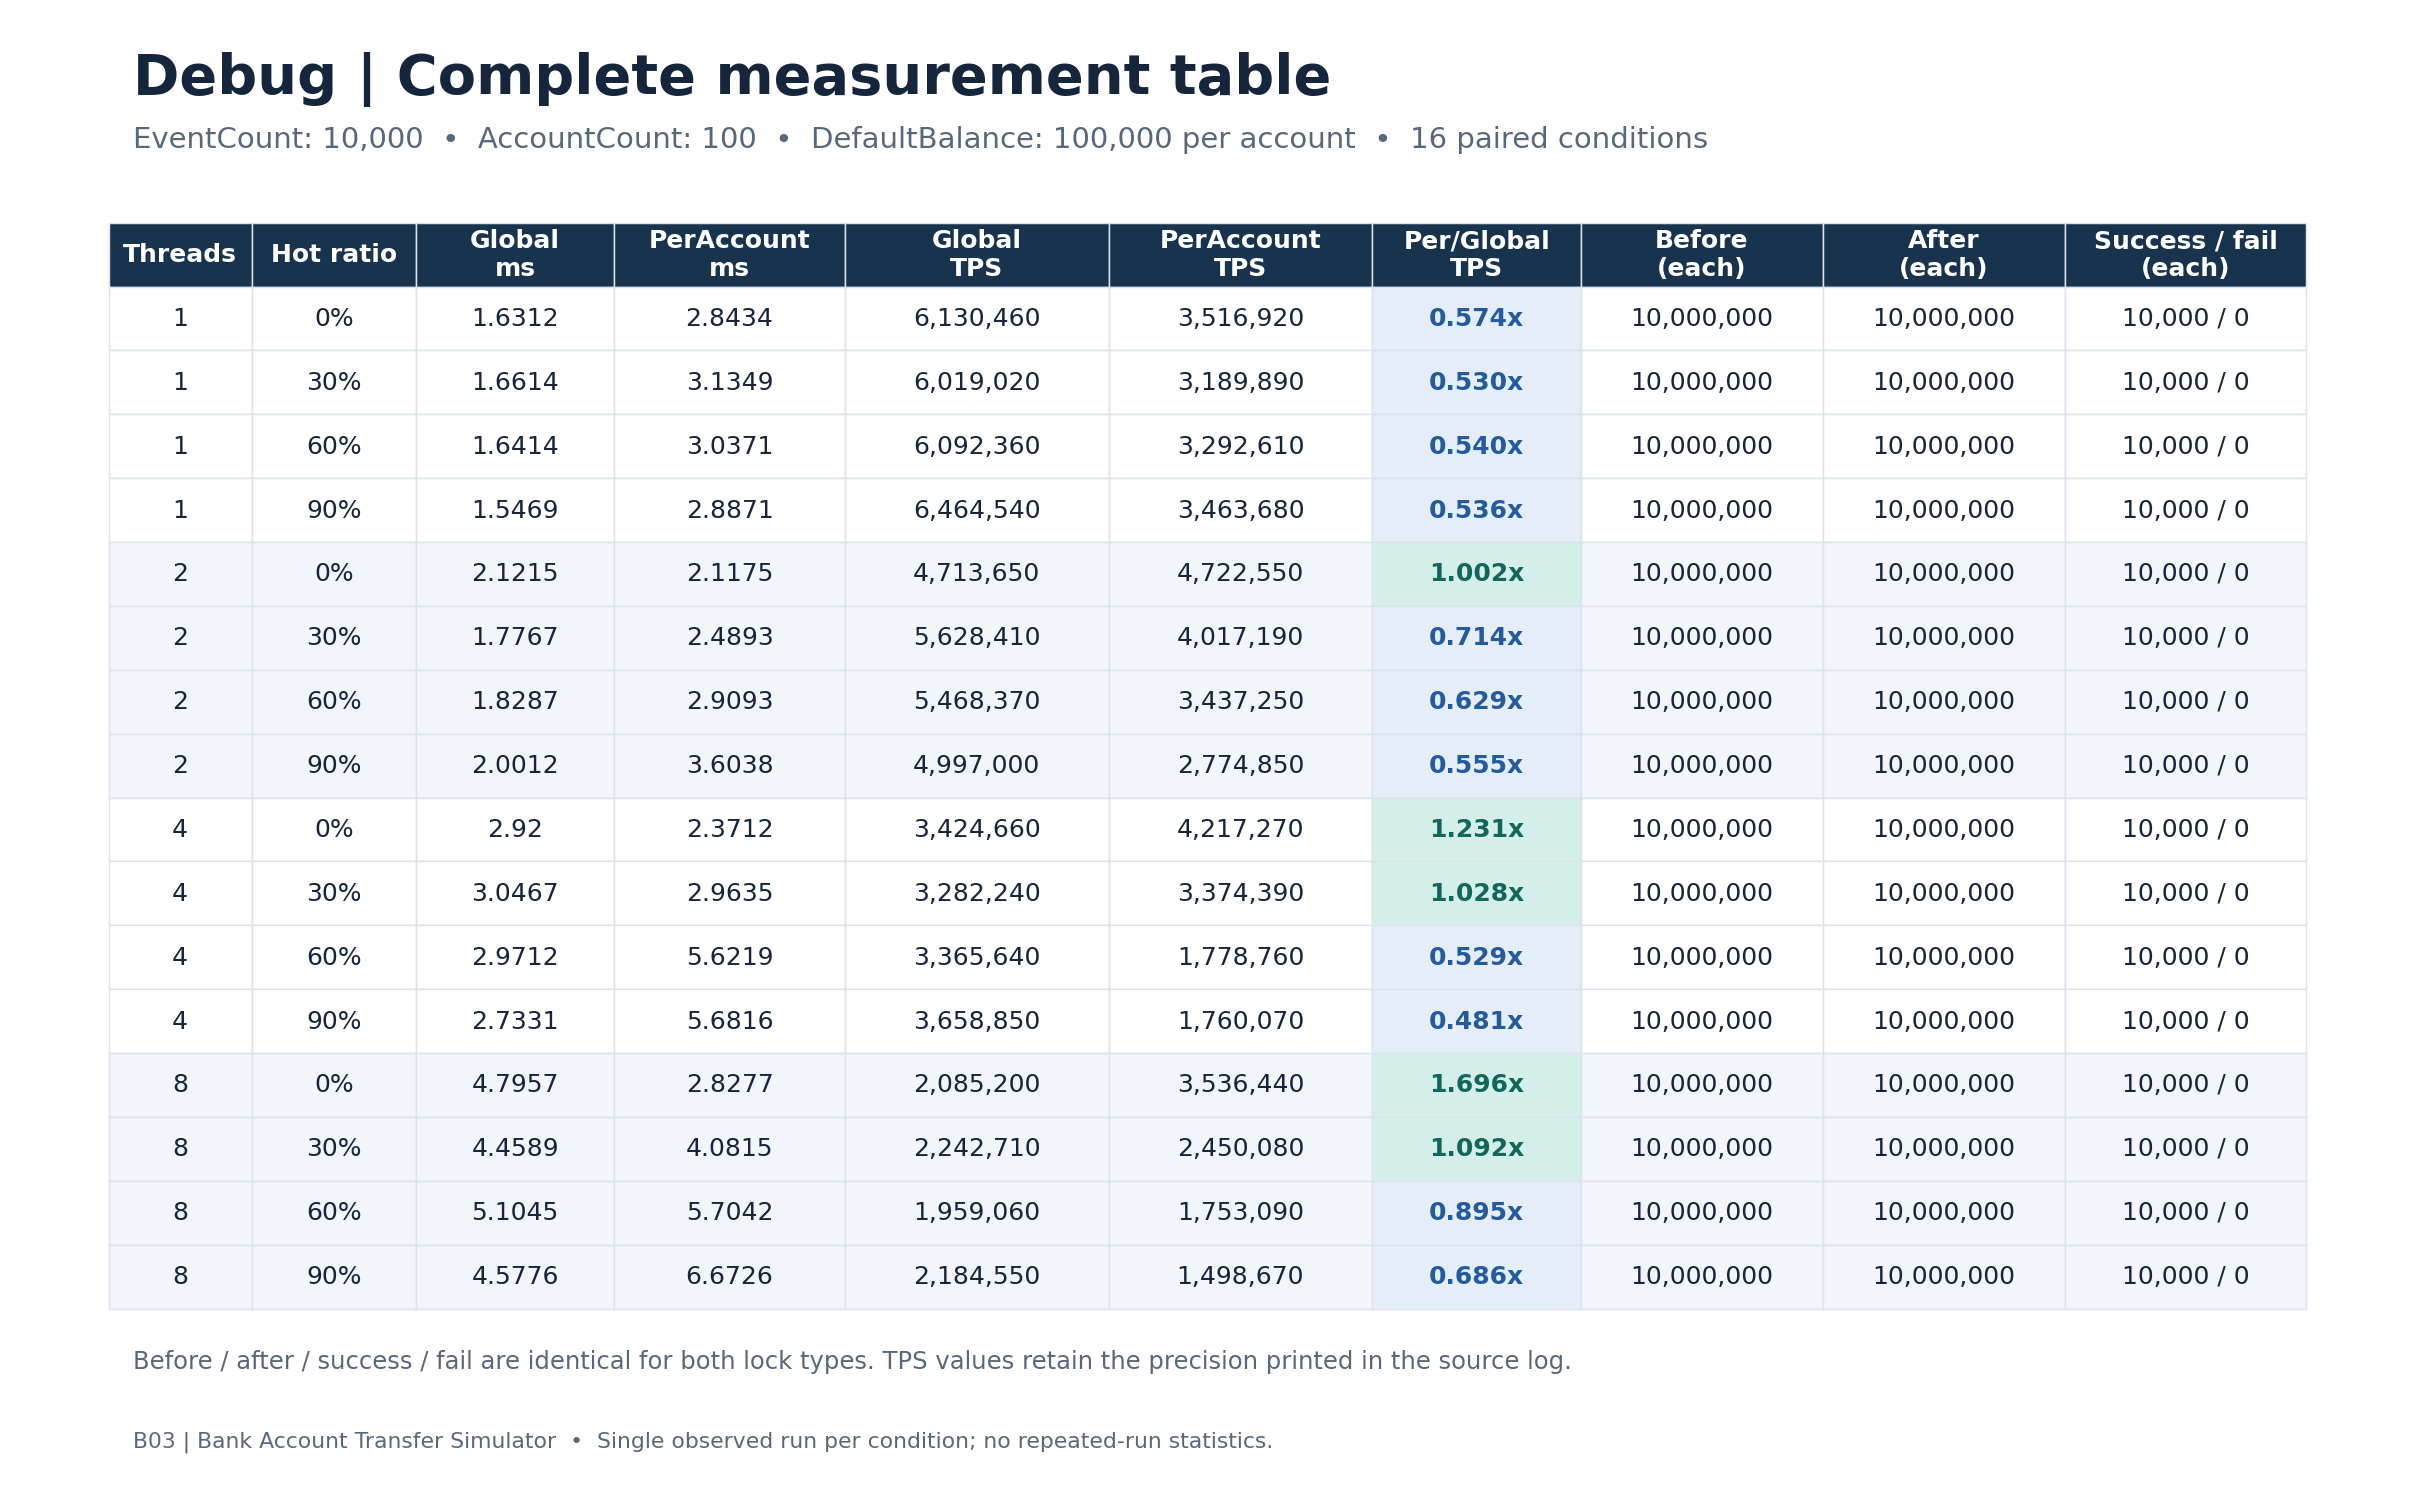 Debug | Complete measurement table
EventCount: 10,000 • AccountCount: 100 • DefaultBalance: 100,000 per account • 16 paired conditions
Threads Hot ratio Global ms PerAccount ms Global TPS PerAccount TPS Per/Global TPS Before (each) After (each) Success / fail (each)
1 0% 1.6312 2.8434 6,130,460 3,516,920 0.574x 10,000,000 10,000,000 10,000 / 0
1 30% 1.6614 3.1349 6,019,020 3,189,890 0.530x 10,000,000 10,000,000 10,000 / 0
1 60% 1.6414 3.0371 6,092,360 3,292,610 0.540x 10,000,000 10,000,000 10,000 / 0
1 90% 1.5469 2.8871 6,464,540 3,463,680 0.536x 10,000,000 10,000,000 10,000 / 0
2 0% 2.1215 2.1175 4,713,650 4,722,550 1.002x 10,000,000 10,000,000 10,000 / 0
2 30% 1.7767 2.4893 5,628,410 4,017,190 0.714x 10,000,000 10,000,000 10,000 / 0
2 60% 1.8287 2.9093 5,468,370 3,437,250 0.629x 10,000,000 10,000,000 10,000 / 0
2 90% 2.0012 3.6038 4,997,000 2,774,850 0.555x 10,000,000 10,000,000 10,000 / 0
4 0% 2.92 2.3712 3,424,660 4,217,270 1.231x 10,000,000 10,000,000 10,000 / 0
4 30% 3.0467 2.9635 3,282,240 3,374,390 1.028x 10,000,000 10,000,000 10,000 / 0
4 60% 2.9712 5.6219 3,365,640 1,778,760 0.529x 10,000,000 10,000,000 10,000 / 0
4 90% 2.7331 5.6816 3,658,850 1,760,070 0.481x 10,000,000 10,000,000 10,000 / 0
8 0% 4.7957 2.8277 2,085,200 3,536,440 1.696x 10,000,000 10,000,000 10,000 / 0
8 30% 4.4589 4.0815 2,242,710 2,450,080 1.092x 10,000,000 10,000,000 10,000 / 0
8 60% 5.1045 5.7042 1,959,060 1,753,090 0.895x 10,000,000 10,000,000 10,000 / 0
8 90% 4.5776 6.6726 2,184,550 1,498,670 0.686x 10,000,000 10,000,000 10,000 / 0
Before / after / success / fail are identical for both lock types. TPS values retain the precision printed in the source log.
B03 | Bank Account Transfer Simulator • Single observed run per condition; no repeated-run statistics.